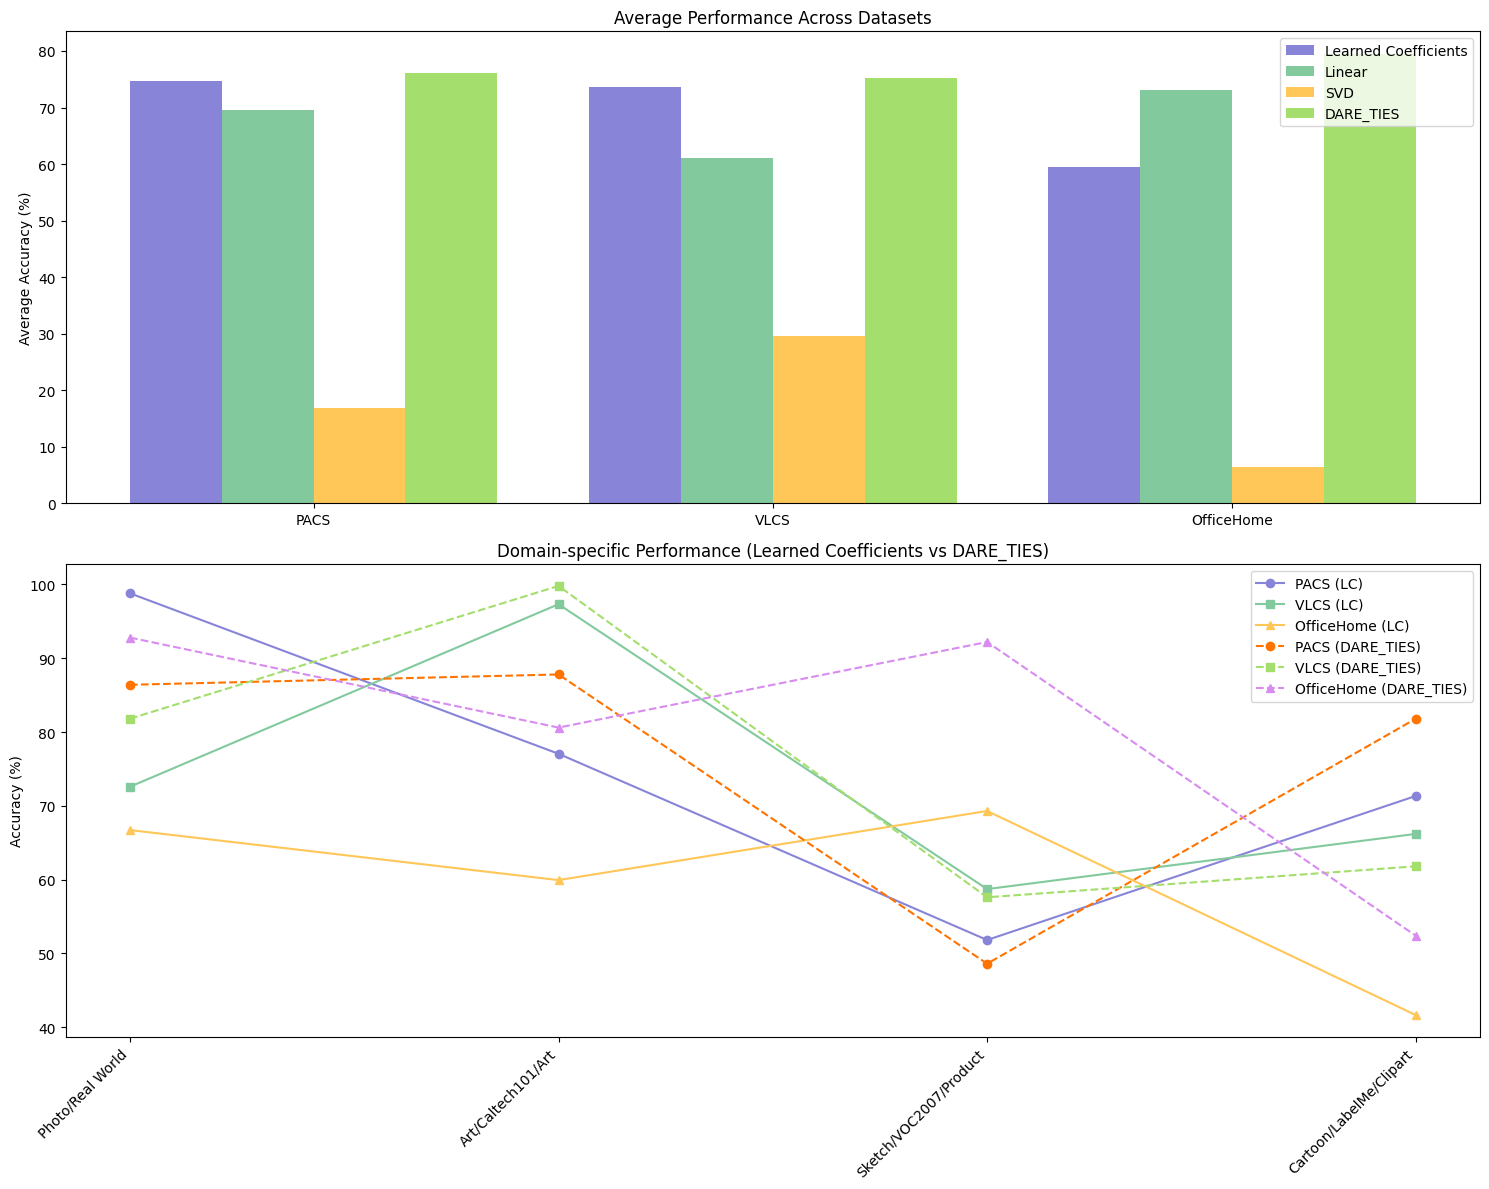 Average Performance Across Datasets
Average Accuracy (%)
80
70
60
50
40
30
20
10
0
Learned Coefficients
Linear
SVD
DARE_TIES
PACS
VLCS
OfficeHome
Domain-specific Performance (Learned Coefficients vs DARE_TIES)
Accuracy (%)
100
90
80
70
60
50
40
PACS (LC)
VLCS (LC)
OfficeHome (LC)
PACS (DARE_TIES)
VLCS (DARE_TIES)
OfficeHome (DARE_TIES)
Photo/Real World
Art/Caltech101/Art
Sketch/VOC2007/Product
Cartoon/LabelMe/Clipart